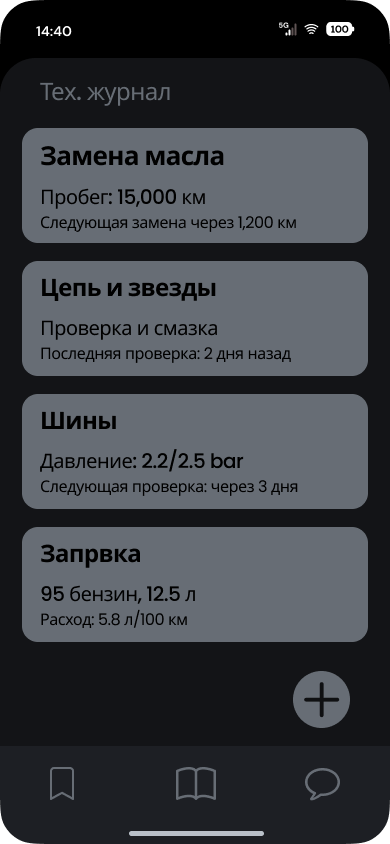 14:40
5G
100
Тех. журнал
Замена масла
Пробег: 15,000 км
Следующая замена через 1,200 км
Цепь и звезды
Проверка и смазка
Последняя проверка: 2 дня назад
Шины
Давление: 2.2/2.5 bar
Следующая проверка: через 3 дня
Запрвка
95 бензин, 12.5 л
Расход: 5.8 л/100 км